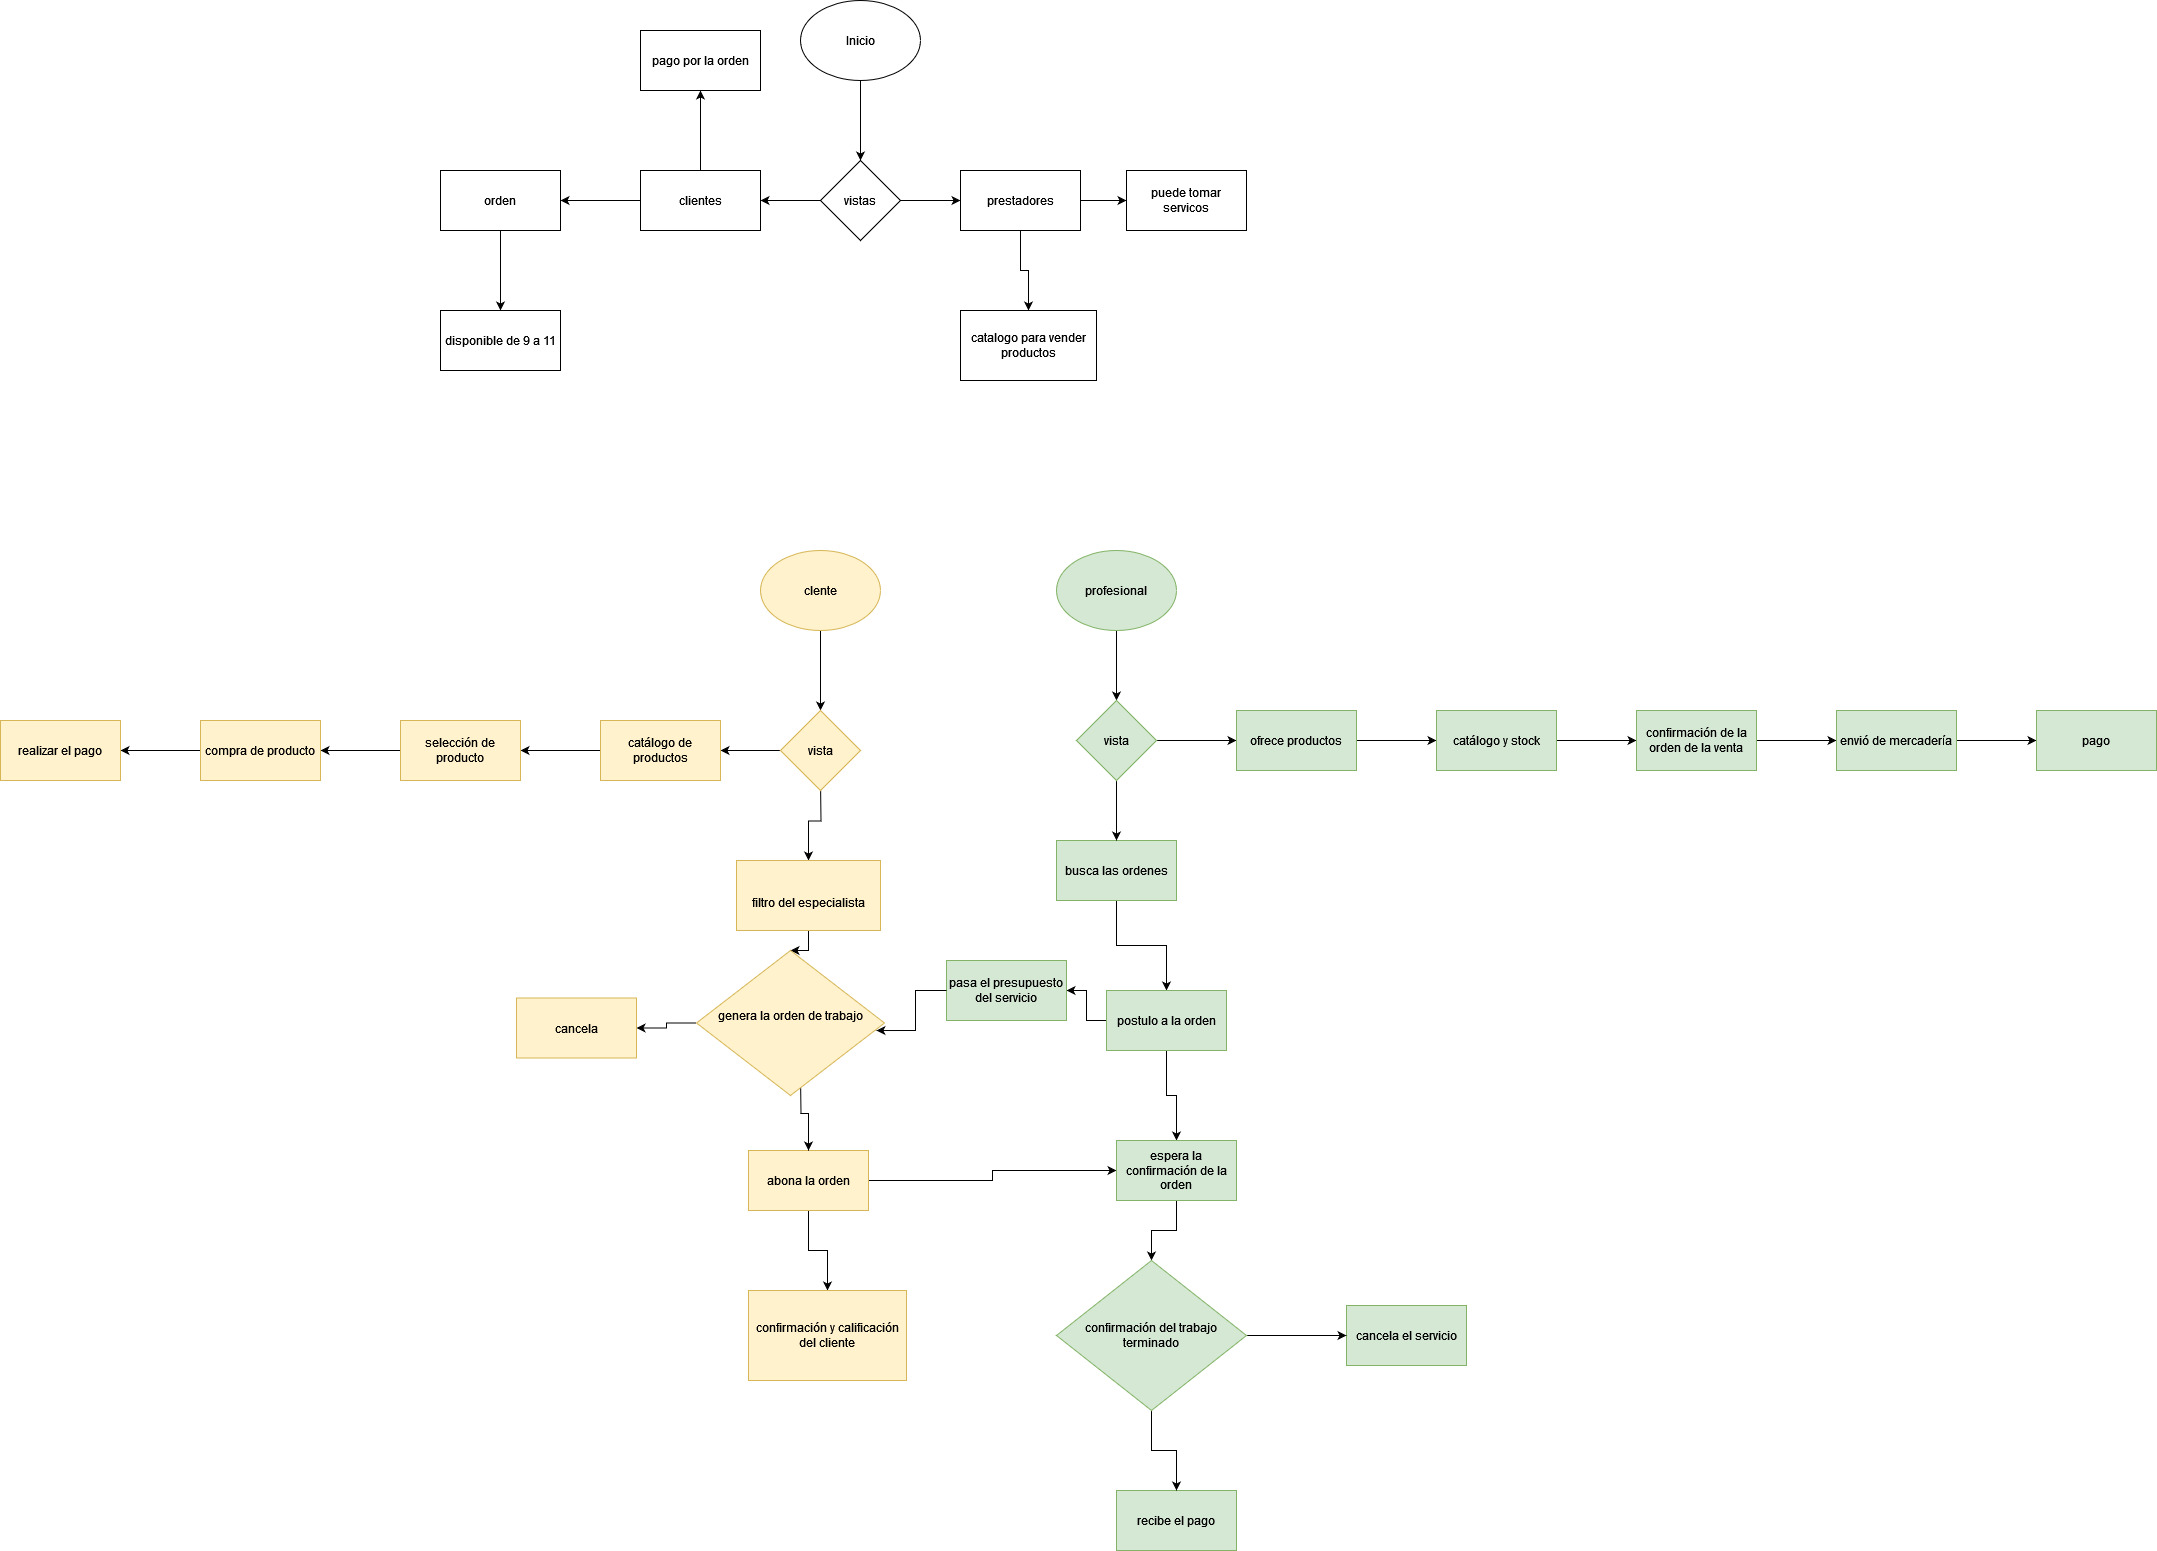 Inicio
pago por la orden
orden
clientes
vistas
prestadores
puede tomar
servicos
disponible de 9 a 11
catalogo para vender
productos
clente
profesional
realizar el pago
compra de producto
selección de
producto
catálogo de
productos
vista
vista
ofrece productos
catálogo y stock
confirmación de la
orden de la venta
envió de mercadería
pago
filtro del especialista
busca las ordenes
cancela
genera la orden de trabajo
pasa el presupuesto
del servicio
postulo a la orden
abona la orden
espera la
confirmación de la
orden
confirmación y calificación
del cliente
confirmación del trabajo
terminado
cancela el servicio
recibe el pago